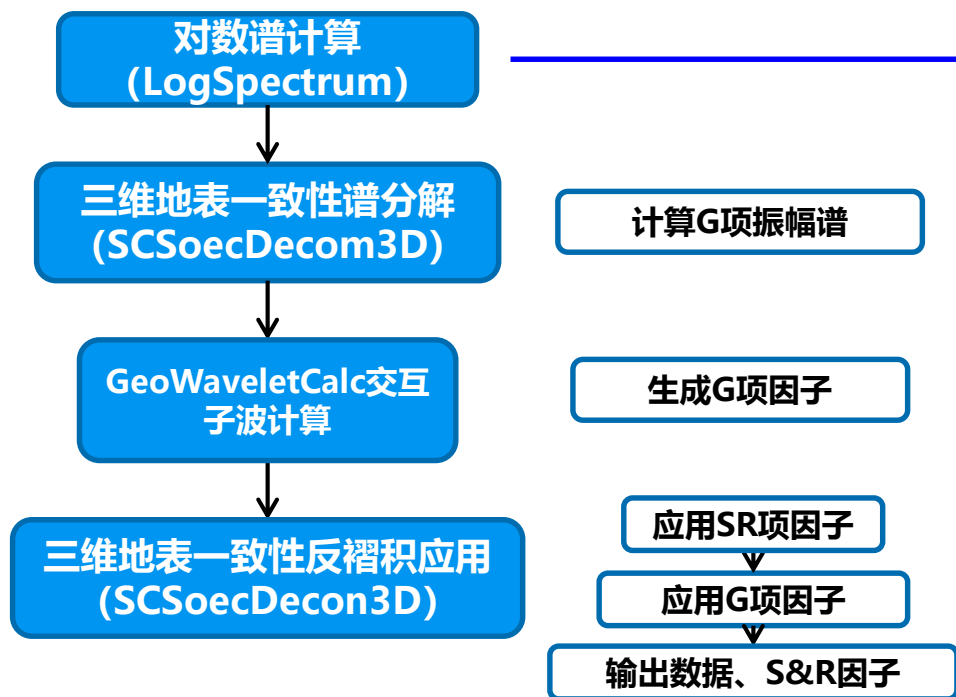 对数谱计算
(LogSpectrum)
三维地表一致性谱分解
(SCSoecDecom3D)
计算G项振幅谱
GeoWaveletCalc交互
子波计算
生成G项因子
三维地表一致性反褶积应用
(SCSoecDecon3D)
应用SR项因子
应用G项因子
输出数据、S&R因子